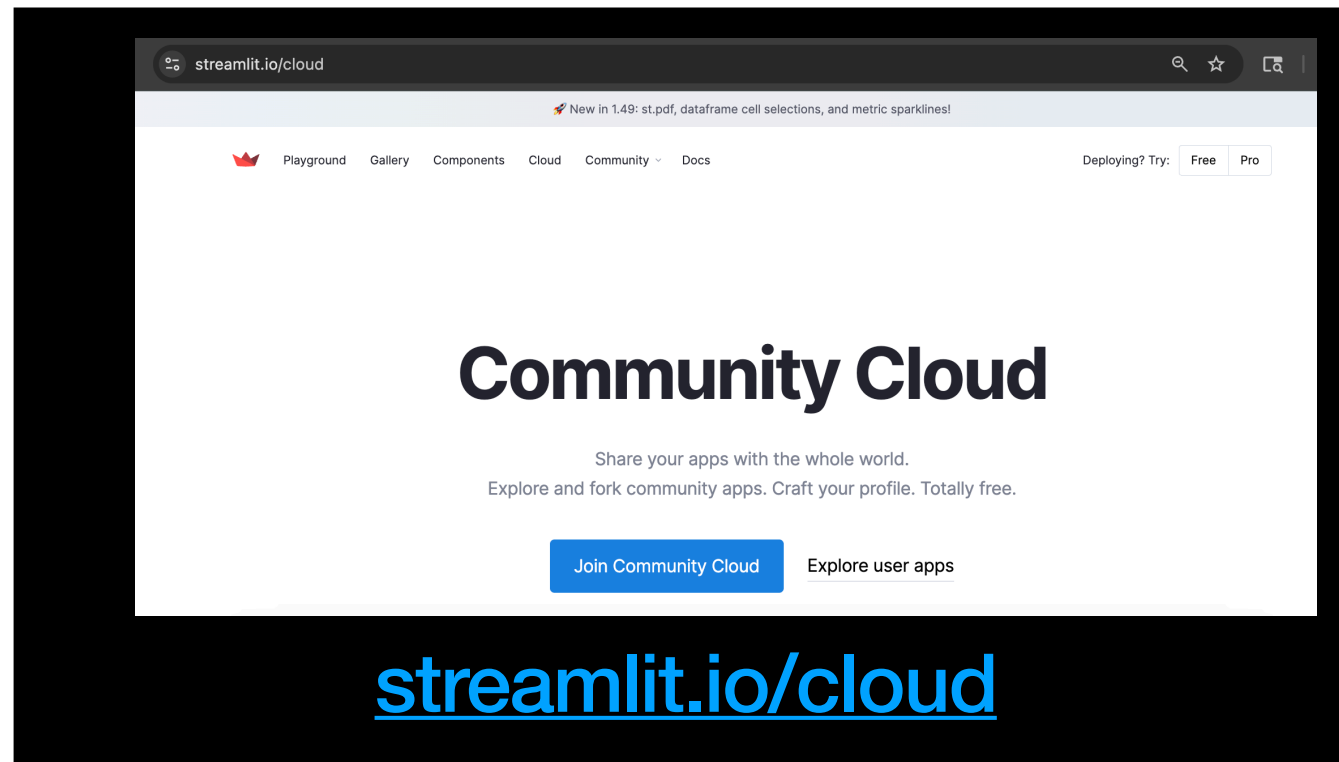 streamlit.io/cloud
🚀 New in 1.49: st.pdf, dataframe cell selections, and metric sparklines!
Playground Gallery Components Cloud Community Docs Deploying? Try: Free Pro
Community Cloud
Share your apps with the whole world.
Explore and fork community apps. Craft your profile. Totally free.
Join Community Cloud Explore user apps
streamlit.io/cloud